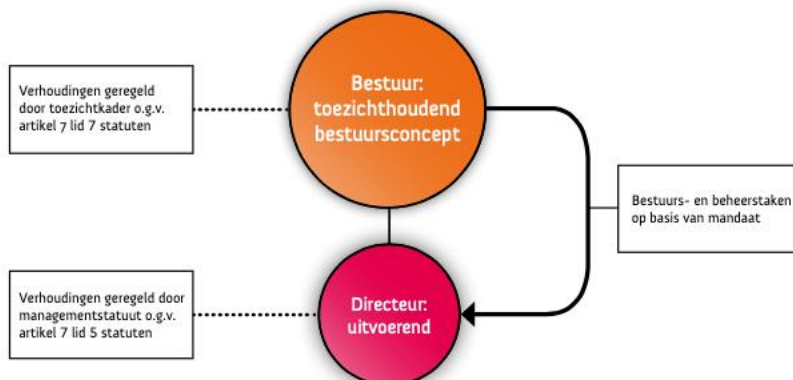 Verhoudingen geregeld
door toezichtkader o.g.v.
artikel 7 lid 7 statuten
Bestuur:
toezichthoudend
bestuursconcept
Bestuurs- en beheerstaken
op basis van mandaat
Verhoudingen geregeld door
managementstatuut o.g.v.
artikel 7 lid 5 statuten
Directeur:
uitvoerend